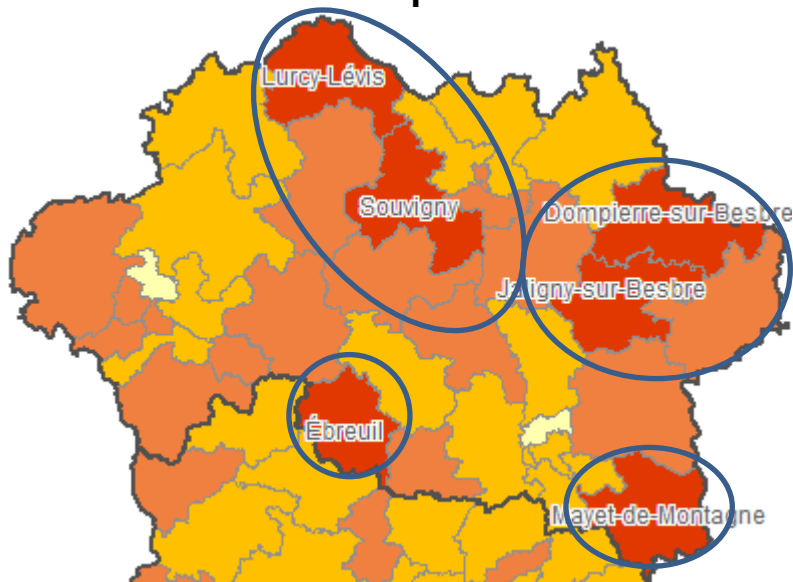 Lurcy-Lévis
Souvigny
Dompierre-sur-Besbre
Jaligny-sur-Besbre
Ébreuil
Mayet-de-Montagne